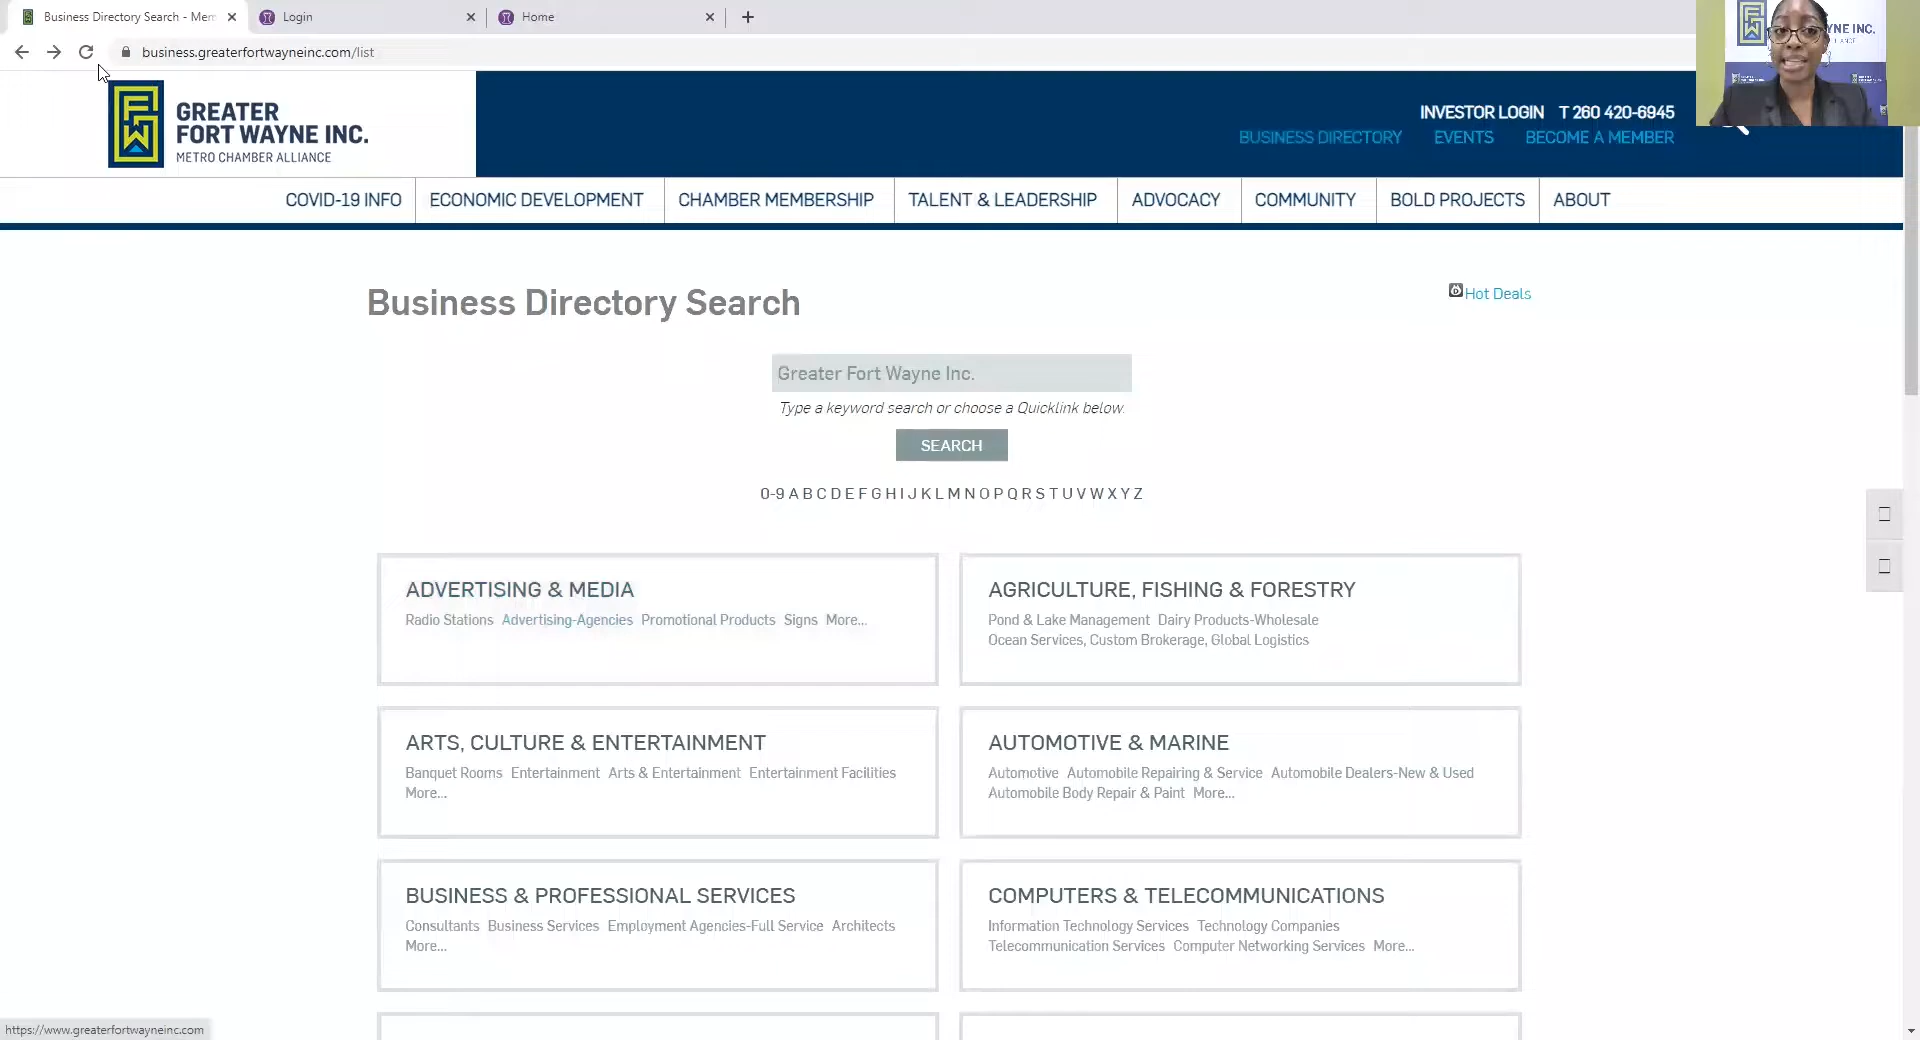 Business Directory Search - Mem
Login
Home
business.greaterfortwayneinc.com/list
YNE INC.
GREATER
FORT WAYNE INC.
METRO CHAMBER ALLIANCE
INVESTOR LOGIN T 260 420-6945
BUSINESS DIRECTORY EVENTS BECOME A MEMBER
COVID-19 INFO ECONOMIC DEVELOPMENT CHAMBER MEMBERSHIP TALENT & LEADERSHIP ADVOCACY COMMUNITY BOLD PROJECTS ABOUT
Business Directory Search
Hot Deals
Greater Fort Wayne Inc.
Type a keyword search or choose a Quicklink below.
SEARCH
0-9 A B C D E F G H I J K L M N O P Q R S T U V W X Y Z
ADVERTISING & MEDIA
Radio Stations Advertising-Agencies Promotional Products Signs More...
AGRICULTURE, FISHING & FORESTRY
Pond & Lake Management Dairy Products-Wholesale
Ocean Services, Custom Brokerage, Global Logistics
ARTS, CULTURE & ENTERTAINMENT
Banquet Rooms Entertainment Arts & Entertainment Entertainment Facilities
More...
AUTOMOTIVE & MARINE
Automotive Automobile Repairing & Service Automobile Dealers-New & Used
Automobile Body Repair & Paint More...
BUSINESS & PROFESSIONAL SERVICES
Consultants Business Services Employment Agencies-Full Service Architects
More...
COMPUTERS & TELECOMMUNICATIONS
Information Technology Services Technology Companies
Telecommunication Services Computer Networking Services More...
https://www.greaterfortwayneinc.com